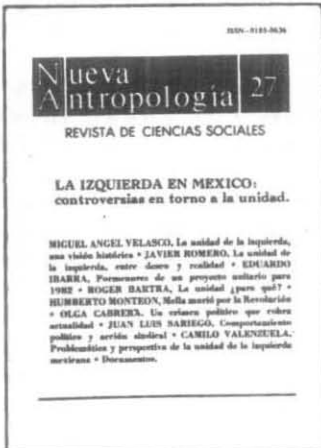 ISSN-0185-0636
Nueva
Antropología 27
REVISTA DE CIENCIAS SOCIALES
LA IZQUIERDA EN MEXICO:
controversias en torno a la unidad.
MIGUEL ANGEL VELASCO, La unidad de la izquierda,
una visión histórica * JAVIER ROMERO, La unidad de
la izquierda, entre deseo y realidad * EDUARDO
IBARRA, Pormenores de un proyecto unitario para
1982 * ROGER BARTRA, La unidad ¿para qué? *
HUMBERTO MONTEON, Mella murió por la Revolución
* OLGA CABRERA, Un crimen político que cobra
actualidad * JUAN LUIS SARIEGO, Comportamiento
político y acción sindical * CAMILO VALENZUELA,
Problemática y perspectiva de la unidad de la izquierda
mexicana * Documentos.